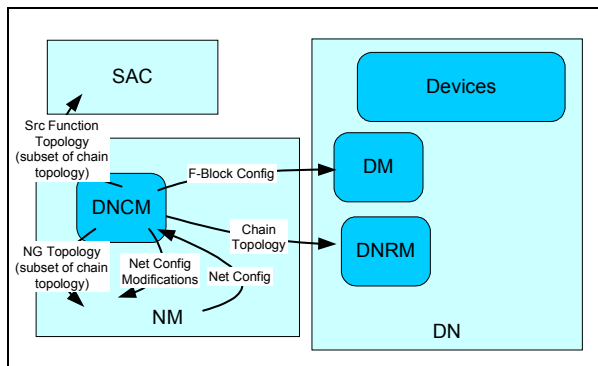 SAC
Devices
Src Function
Topology
(subset of chain
topology)
F-Block Config
DM
DNCM
Chain
Topology
DNRM
NG Topology
(subset of chain
topology)
Net Config
Modifications
Net Config
NM
DN